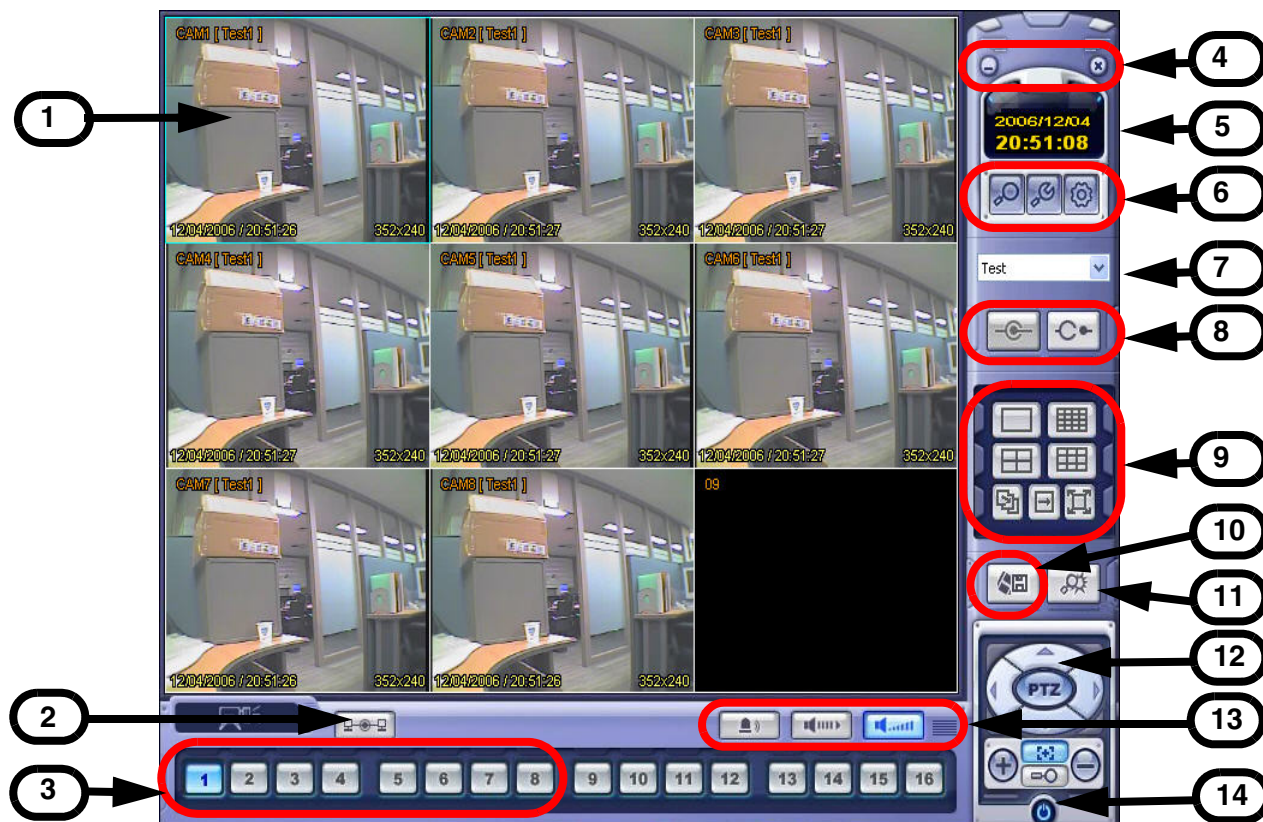 CAM1 [ Test1 ]
12/04/2006 / 20:51:26
352x240
CAM2 [ Test1 ]
12/04/2006 / 20:51:27
352x240
CAM3 [ Test1 ]
12/04/2006 / 20:51:27
352x240
CAM4 [ Test1 ]
12/04/2006 / 20:51:27
352x240
CAM5 [ Test1 ]
12/04/2006 / 20:51:27
352x240
CAM6 [ Test1 ]
12/04/2006 / 20:51:27
352x240
CAM7 [ Test1 ]
12/04/2006 / 20:51:26
352x240
CAM8 [ Test1 ]
12/04/2006 / 20:51:26
352x240
09
2006/12/04
20:51:08
Test
PTZ
1 2 3 4 5 6 7 8 9 10 11 12 13 14 15 16
1
2
3
4
5
6
7
8
9
10
11
12
13
14